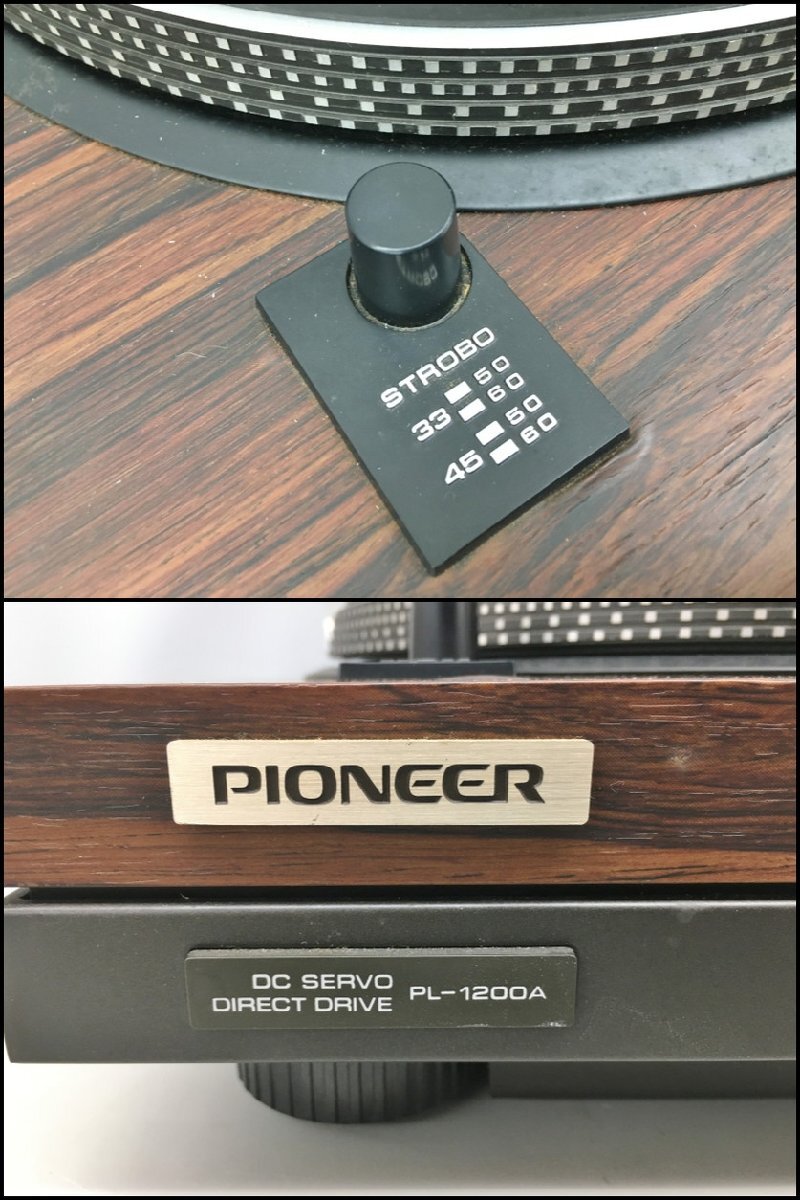 STROBO
33 50
60
45 50
60
PIONEER
DC SERVO
DIRECT DRIVE PL-1200A